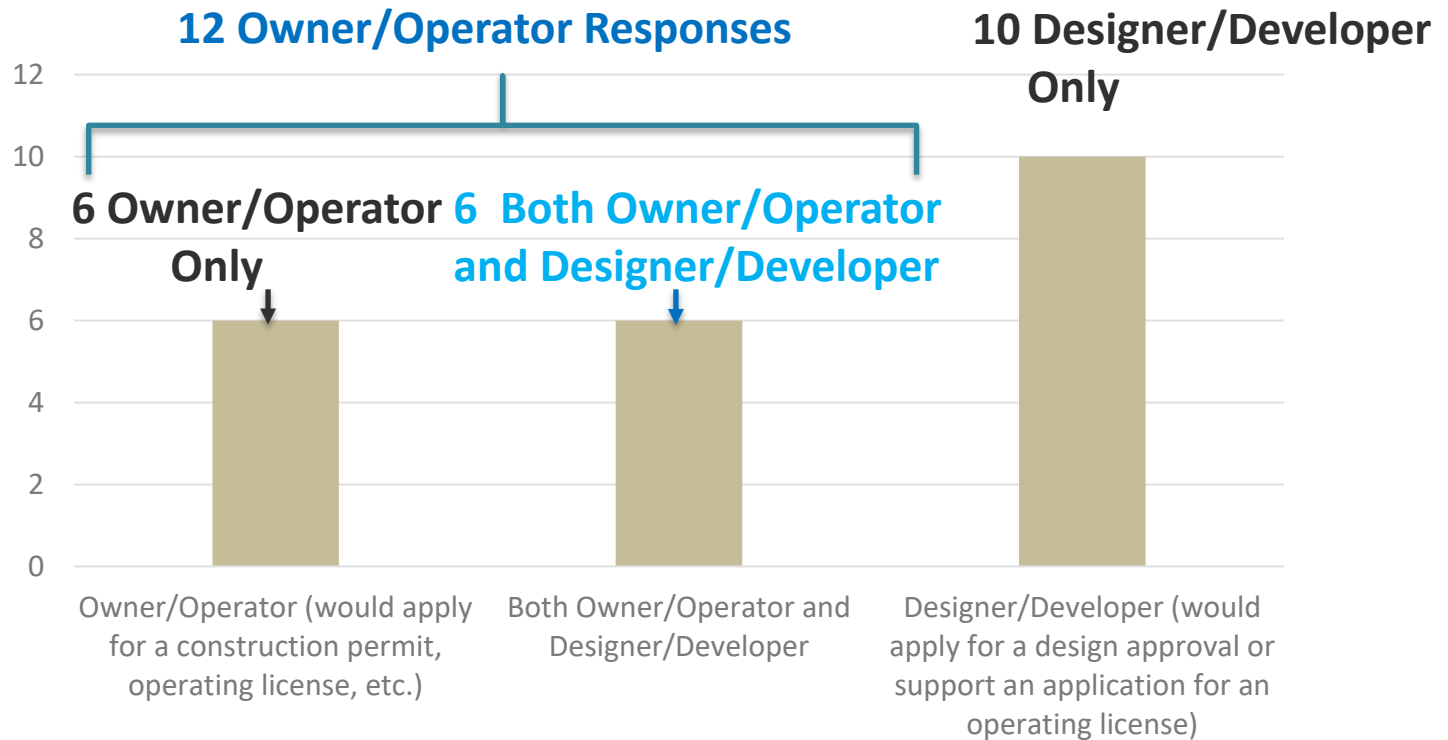 12 Owner/Operator Responses
10 Designer/Developer
Only
12
10
8
6
4
2
0
6 Owner/Operator
Only
6 Both Owner/Operator
and Designer/Developer
Owner/Operator (would apply
for a construction permit,
operating license, etc.)
Both Owner/Operator and
Designer/Developer
Designer/Developer (would
apply for a design approval or
support an application for an
operating license)